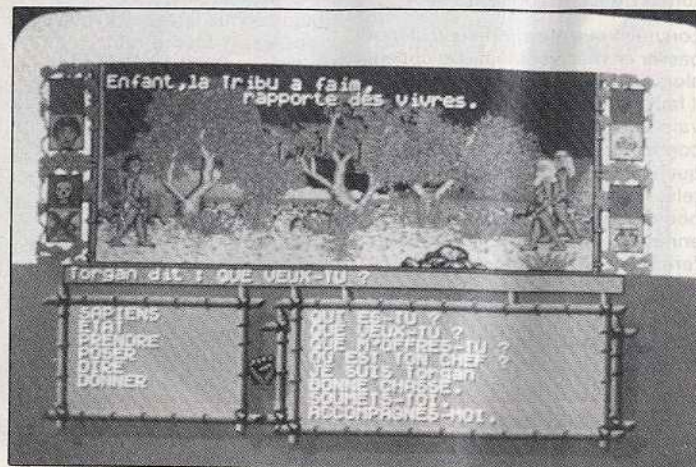 Enfant,la Tribu a faim,
rapporte des vivres.
Torgan dit : QUE VEUX-TU ?
SAPIENS
ETAT
PRENDRE
POSER
DIRE
DONNER
QUI ES-TU ?
QUE VEUX-TU ?
QUE M'OFFRES-TU ?
OU EST TON CHEF ?
JE SUIS Torgan
BONNE CHASSE.
SOUMETS-TOI.
ACCOMPAGNES-MOI.